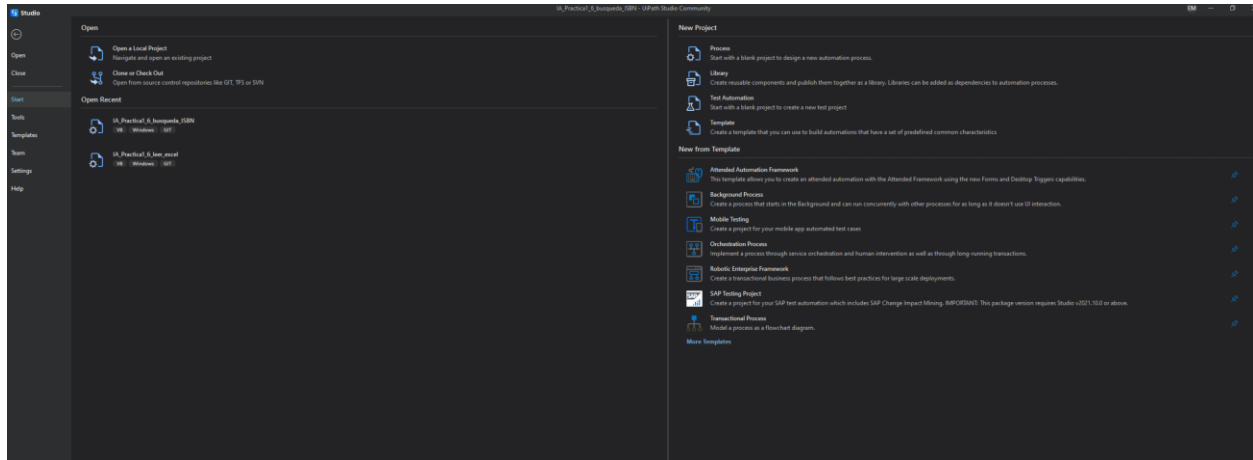 Studio
IA_Practica1_6_busqueda_ISBN - UiPath Studio Community
EM
Open
Close
Start
Tools
Templates
Team
Settings
Help
Open
Open a Local Project
Navigate and open an existing project
Clone or Check Out
Open from source control repositories like GIT, TFS or SVN
Open Recent
IA_Practica1_6_busqueda_ISBN
VB Windows GIT
IA_Practica1_6_leer_excel
VB Windows GIT
New Project
Process
Start with a blank project to design a new automation process.
Library
Create reusable components and publish them together as a library. Libraries can be added as dependencies to automation processes.
Test Automation
Start with a blank project to create a new test project
Template
Create a template that you can use to build automations that have a set of predefined common characteristics
New from Template
Attended Automation Framework
This template allows you to create an attended automation with the Attended Framework using the new Forms and Desktop Triggers capabilities.
Background Process
Create a process that starts in the Background and can run concurrently with other processes for as long as it doesn't use UI interaction.
Mobile Testing
Create a project for your mobile app automated test cases
Orchestration Process
Implement a process through service orchestration and human intervention as well as through long-running transactions.
Robotic Enterprise Framework
Create a transactional business process that follows best practices for large scale deployments.
SAP
SAP Testing Project
Create a project for your SAP test automation which includes SAP Change Impact Mining. IMPORTANT: This package version requires Studio v2021.10.0 or above.
Transactional Process
Model a process as a flowchart diagram.
More Templates